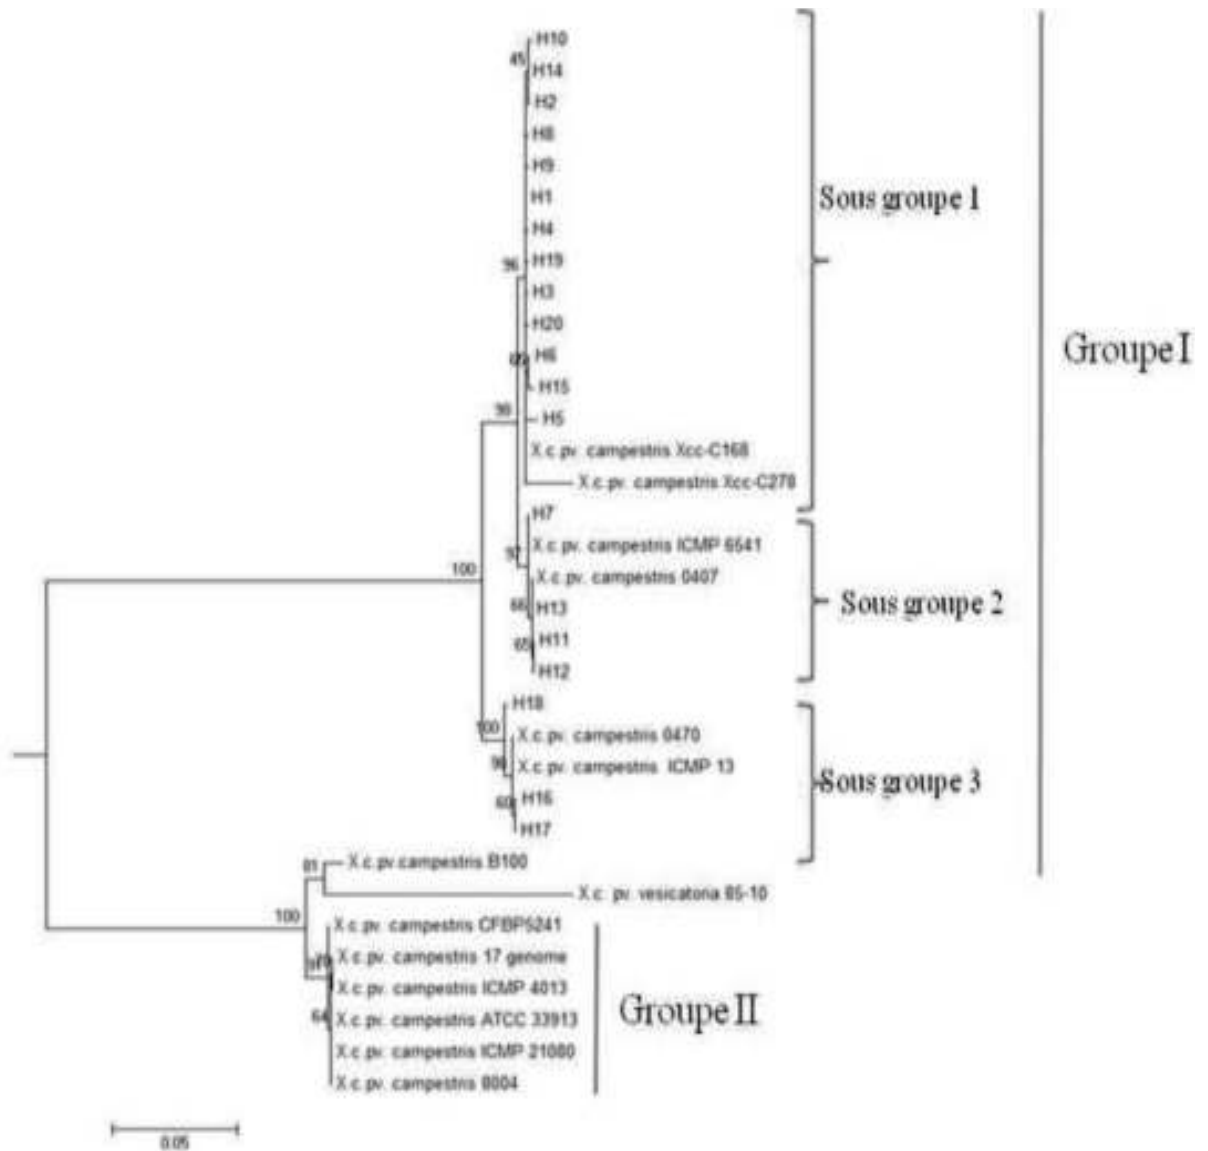 H10
45
H14
H2
H8
H9
H1
Sous groupe 1
H4
96
H19
H3
H20
Groupe I
H6
H15
99
H5
X.c.pv. campestris Xcc-C168
X.c.pv. campestris Xcc-C278
H7
X.c.pv. campestris ICMP 6541
100
X.c.pv. campestris 0407
66
H13
Sous groupe 2
65
H11
H12
H18
100
X.c.pv. campestris 0470
96
X.c.pv. campestris ICMP 13
Sous groupe 3
60
H16
H17
81
X.c.pv.campestris B100
X.c. pv. vesicatoria 85-10
100
X.c.pv. campestris CFBP5241
X.c.pv. campestris 17 genome
X.c.pv. campestris ICMP 4013
64
X.c.pv. campestris ATCC 33913
Groupe II
X.c.pv. campestris ICMP 21080
X.c.pv. campestris 8004
0.05